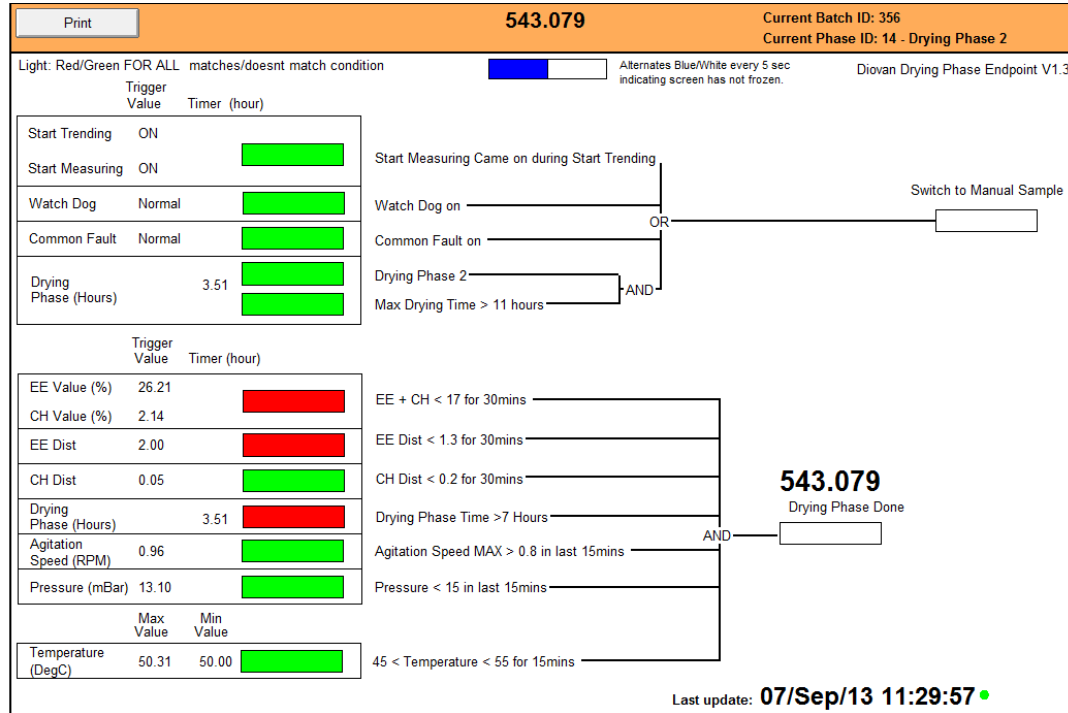 Print
543.079
Current Batch ID: 356
Current Phase ID: 14 - Drying Phase 2
Light: Red/Green FOR ALL matches/doesnt match condition
Alternates Blue/White every 5 sec
indicating screen has not frozen.
Diovan Drying Phase Endpoint V1.3
Trigger
Value Timer (hour)
Start Trending ON
Start Measuring ON
Start Measuring Came on during Start Trending
Watch Dog Normal
Watch Dog on
Switch to Manual Sample
OR
Common Fault Normal
Common Fault on
Drying
Phase (Hours) 3.51
Drying Phase 2
AND
Max Drying Time > 11 hours
Trigger
Value Timer (hour)
EE Value (%) 26.21
CH Value (%) 2.14
EE + CH < 17 for 30mins
EE Dist 2.00
EE Dist < 1.3 for 30mins
CH Dist 0.05
CH Dist < 0.2 for 30mins
543.079
Drying Phase Done
Drying
Phase (Hours) 3.51
Drying Phase Time >7 Hours
AND
Agitation
Speed (RPM) 0.96
Agitation Speed MAX > 0.8 in last 15mins
Pressure (mBar) 13.10
Pressure < 15 in last 15mins
Max
Value
Min
Value
Temperature
(DegC) 50.31 50.00
45 < Temperature < 55 for 15mins
Last update: 07/Sep/13 11:29:57